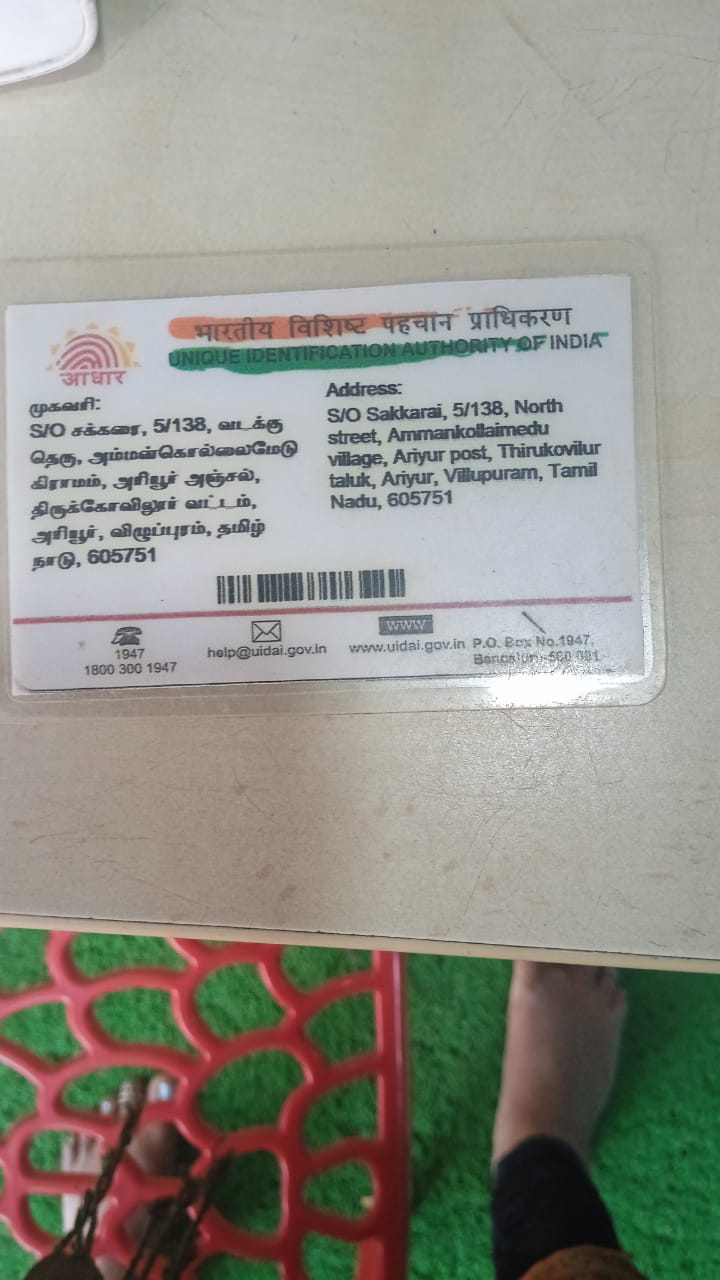 भारतीय विशिष्ट पहचान प्राधिकरण
UNIQUE IDENTIFICATION AUTHORITY OF INDIA
आधार
முகவரி:
S/O சக்கரை, 5/138, வடக்கு
தெரு, அம்மன்கொல்லைமேடு
கிராமம், அரியூர் அஞ்சல்,
திருக்கோவிலூர் வட்டம்,
அரியூர், விழுப்புரம், தமிழ்
நாடு, 605751
Address:
S/O Sakkarai, 5/138, North
street, Ammankollaimedu
village, Ariyur post, Thirukovilur
taluk, Ariyur, Villupuram, Tamil
Nadu, 605751
1947
1800 300 1947
help@uidai.gov.in
WWW
www.uidai.gov.in
P.O. Box No.1947,
Bengaluru-560 001